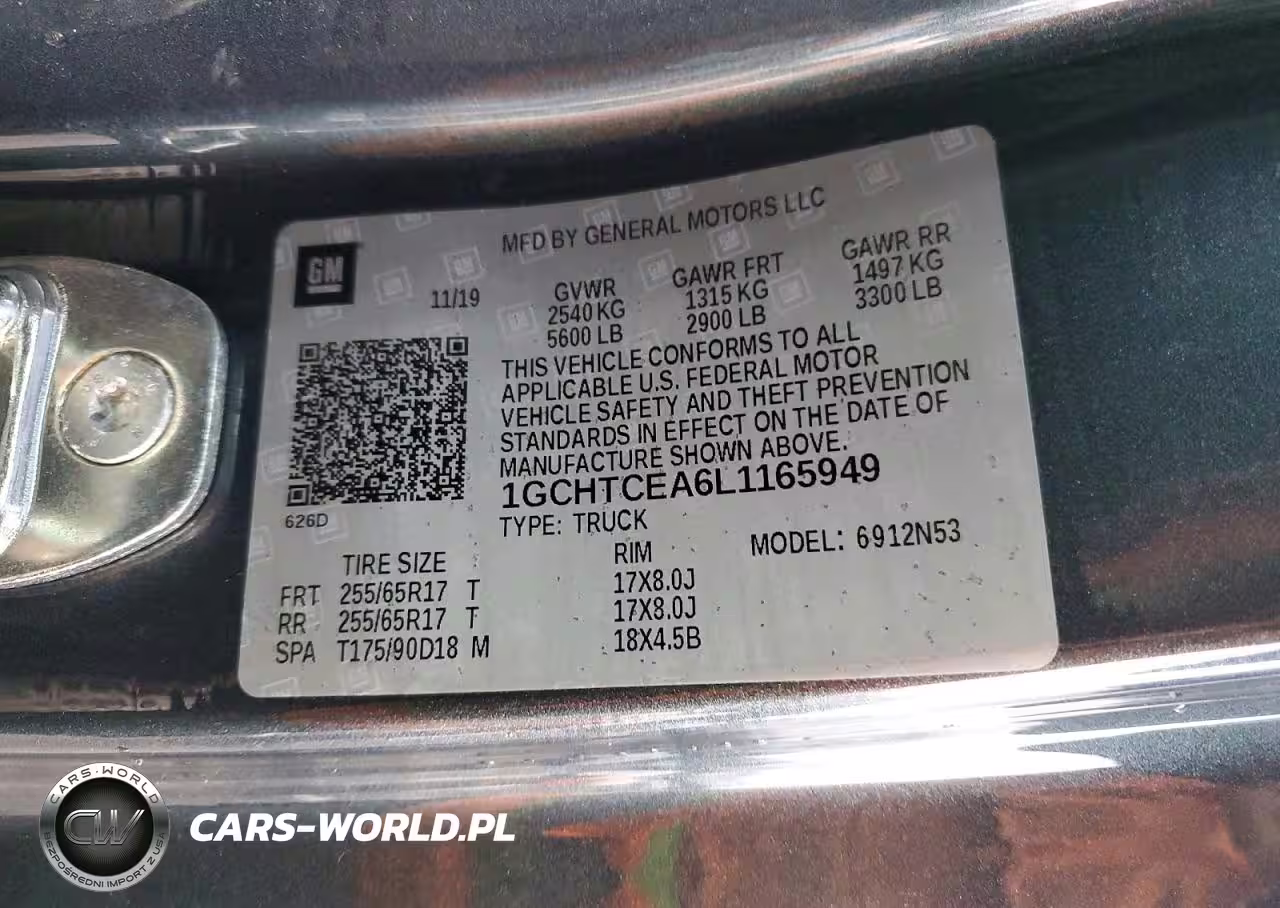 MFD BY GENERAL MOTORS LLC
GM
11/19
GVWR GAWR FRT GAWR RR
2540 KG 1315 KG 1497 KG
5600 LB 2900 LB 3300 LB
THIS VEHICLE CONFORMS TO ALL
APPLICABLE U.S. FEDERAL MOTOR
VEHICLE SAFETY AND THEFT PREVENTION
STANDARDS IN EFFECT ON THE DATE OF
MANUFACTURE SHOWN ABOVE.
1GCHTCEA6L1165949
626D
TYPE: TRUCK MODEL: 6912N53
TIRE SIZE RIM
FRT 255/65R17 T 17X8.0J
RR 255/65R17 T 17X8.0J
SPA T175/90D18 M 18X4.5B
CARS-WORLD
CW
BEZPOŚREDNI IMPORT Z USA
CARS-WORLD.PL